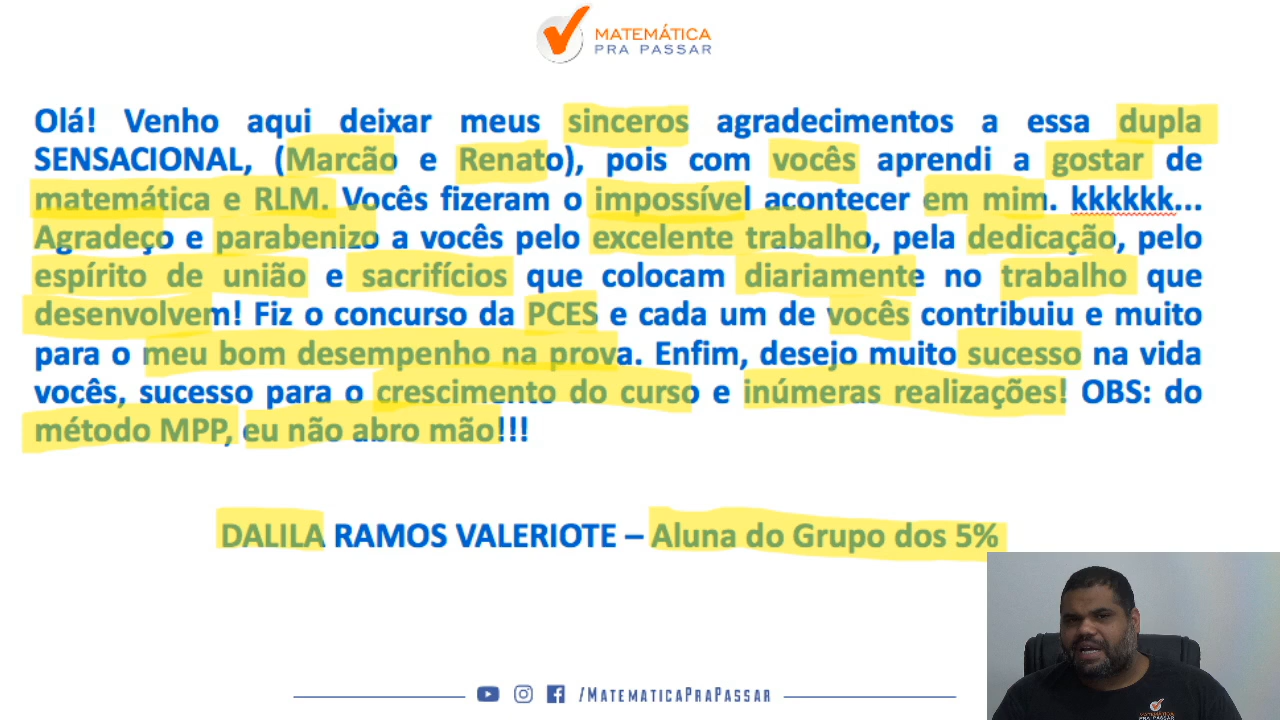 MATEMÁTICA
PRA PASSAR
Olá! Venho aqui deixar meus sinceros agradecimentos a essa dupla
SENSACIONAL, (Marcão e Renato), pois com vocês aprendi a gostar de
matemática e RLM. Vocês fizeram o impossível acontecer em mim. kkkkkk...
Agradeço e parabenizo a vocês pelo excelente trabalho, pela dedicação, pelo
espírito de união e sacrifícios que colocam diariamente no trabalho que
desenvolvem! Fiz o concurso da PCES e cada um de vocês contribuiu e muito
para o meu bom desempenho na prova. Enfim, desejo muito sucesso na vida
vocês, sucesso para o crescimento do curso e inúmeras realizações! OBS: do
método MPP, eu não abro mão!!!
DALILA RAMOS VALERIOTE – Aluna do Grupo dos 5%
/MATEMATICAPRAPASSAR
MATEMÁTICA
PRA PASSAR